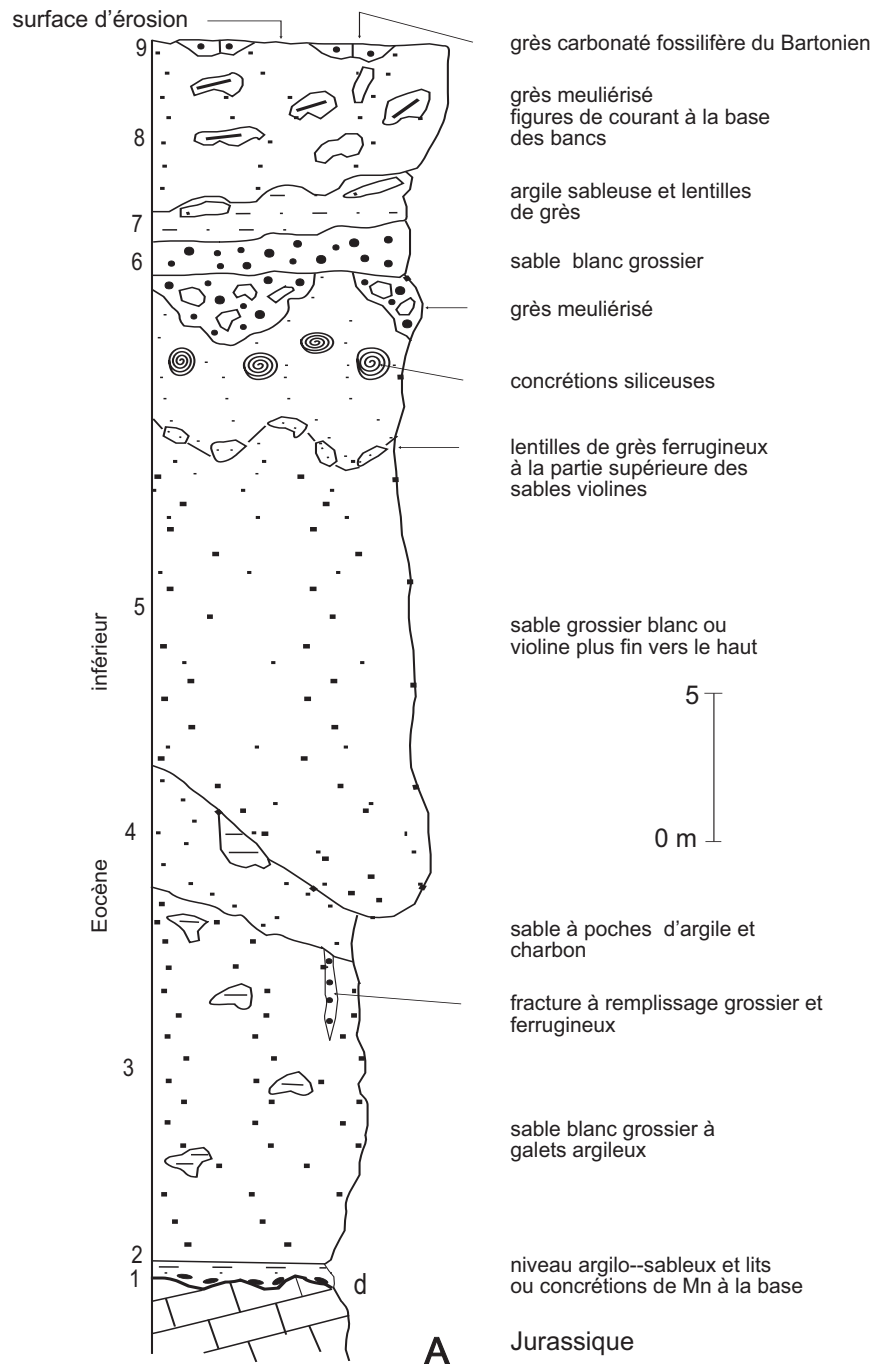 surface d'érosion
9
grès carbonaté fossilifère du Bartonien
8
grès meuliérisé
figures de courant à la base
des bancs
7
argile sableuse et lentilles
de grès
6
sable blanc grossier
grès meuliérisé
concrétions siliceuses
lentilles de grès ferrugineux
à la partie supérieure des
sables violines
5
inférieur
sable grossier blanc ou
violine plus fin vers le haut
5
0 m
4
Eocène
sable à poches d'argile et
charbon
fracture à remplissage grossier et
ferrugineux
3
sable blanc grossier à
galets argileux
2
1
d
niveau argilo--sableux et lits
ou concrétions de Mn à la base
A
Jurassique